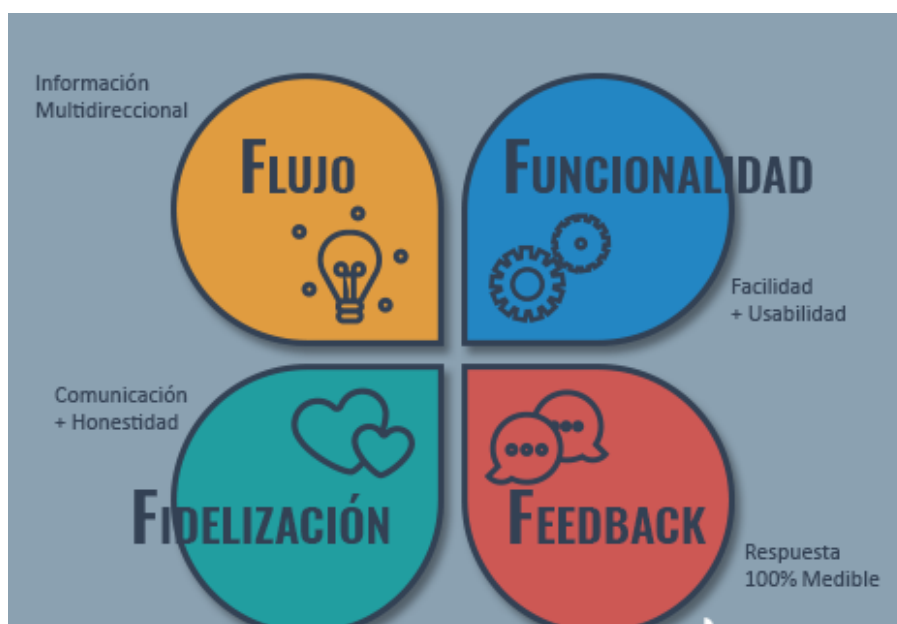 Información
Multidireccional
FLUJO
FUNCIONALIDAD
Facilidad
+ Usabilidad
Comunicación
+ Honestidad
FIDELIZACIÓN
FEEDBACK
Respuesta
100% Medible